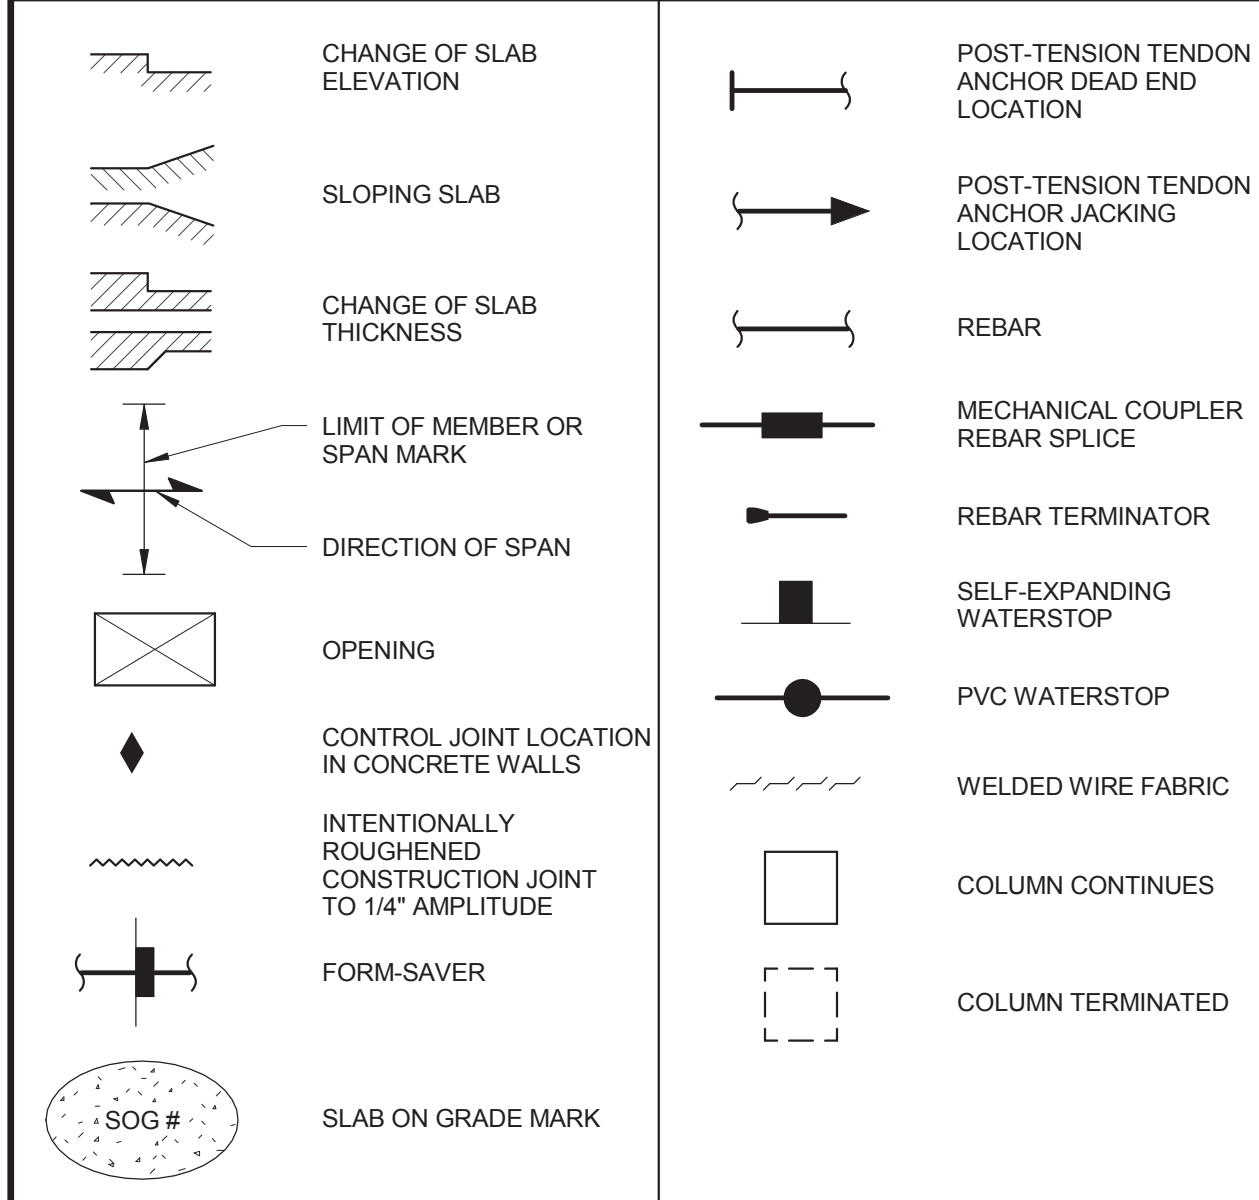 CHANGE OF SLAB
ELEVATION
SLOPING SLAB
CHANGE OF SLAB
THICKNESS
LIMIT OF MEMBER OR
SPAN MARK
DIRECTION OF SPAN
OPENING
CONTROL JOINT LOCATION
IN CONCRETE WALLS
INTENTIONALLY
ROUGHENED
CONSTRUCTION JOINT
TO 1/4" AMPLITUDE
FORM-SAVER
SOG #
SLAB ON GRADE MARK
POST-TENSION TENDON
ANCHOR DEAD END
LOCATION
POST-TENSION TENDON
ANCHOR JACKING
LOCATION
REBAR
MECHANICAL COUPLER
REBAR SPLICE
REBAR TERMINATOR
SELF-EXPANDING
WATERSTOP
PVC WATERSTOP
WELDED WIRE FABRIC
COLUMN CONTINUES
COLUMN TERMINATED